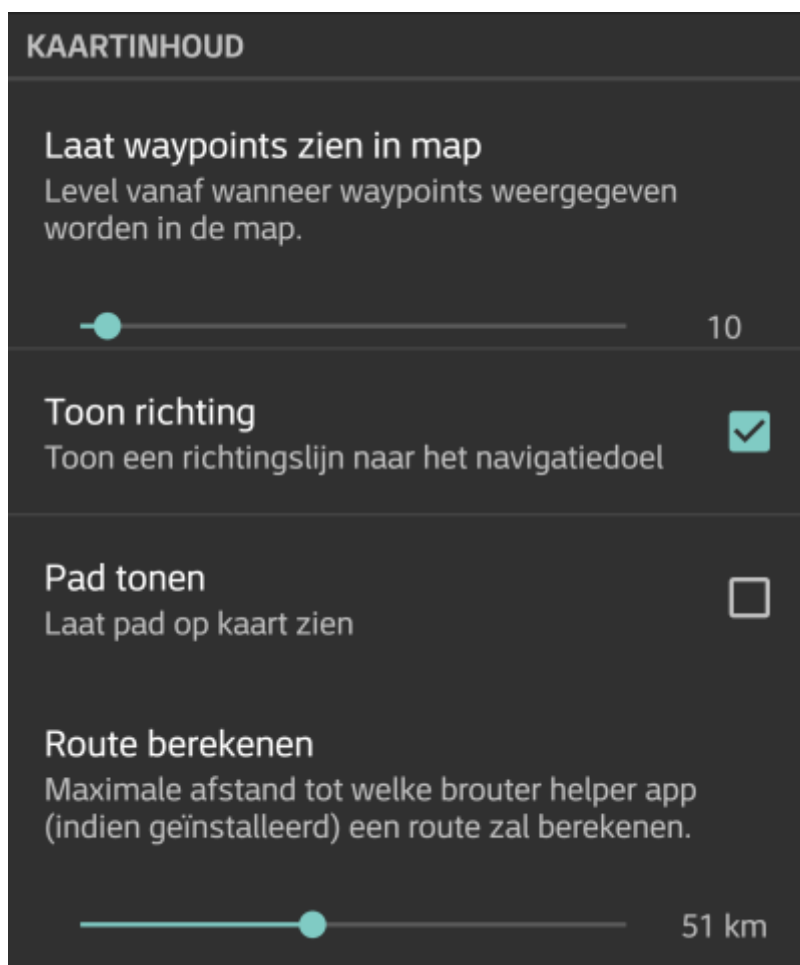 KAARTINHOUD
Laat waypoints zien in map
Level vanaf wanneer waypoints weergegeven
worden in de map.
10
Toon richting
Toon een richtingslijn naar het navigatiedoel
Pad tonen
Laat pad op kaart zien
Route berekenen
Maximale afstand tot welke brouter helper app
(indien geïnstalleerd) een route zal berekenen.
51 km